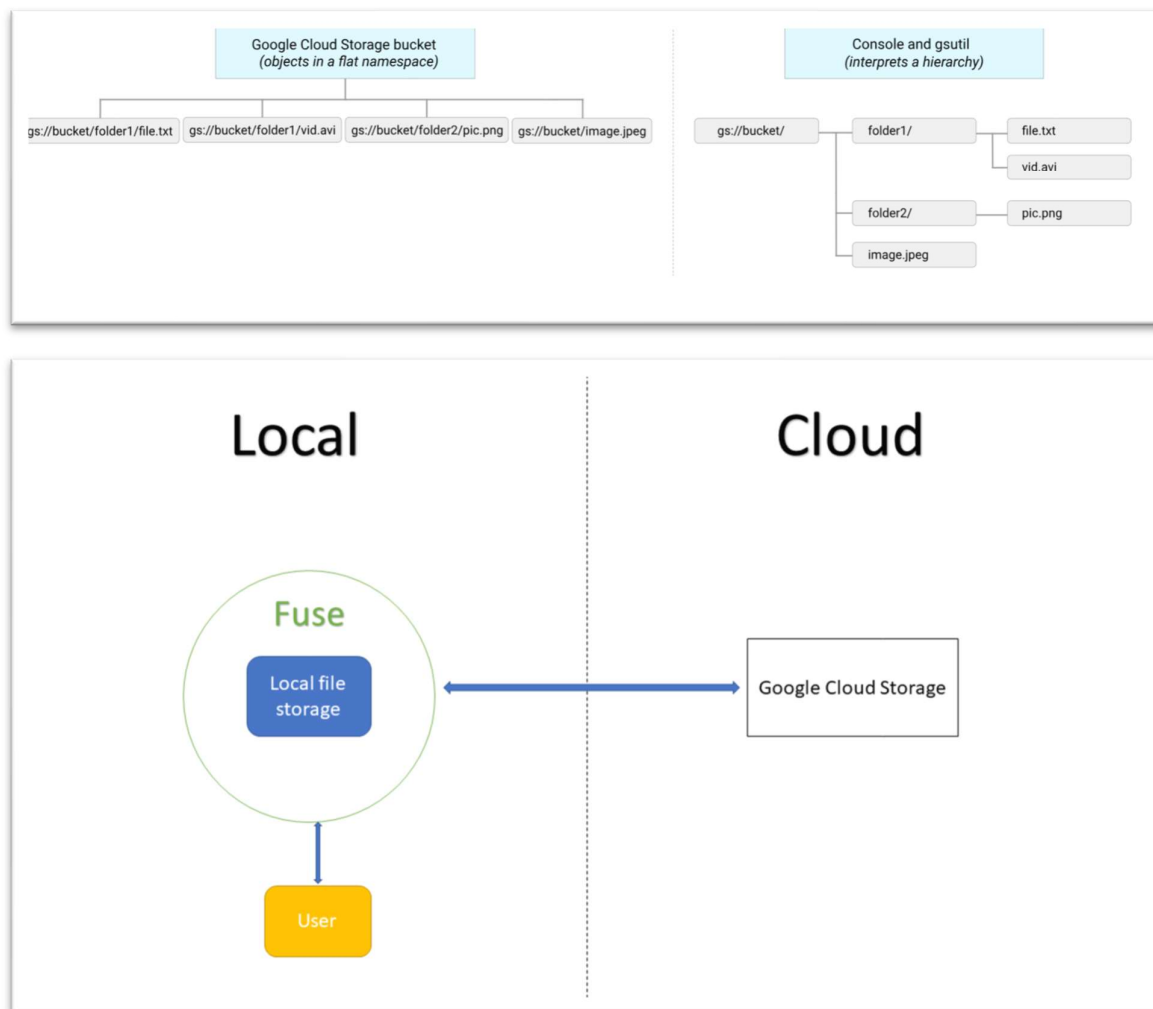 Google Cloud Storage bucket
(objects in a flat namespace)
gs://bucket/folder1/file.txt
gs://bucket/folder1/vid.avi
gs://bucket/folder2/pic.png
gs://bucket/image.jpeg
Console and gsutil
(interprets a hierarchy)
gs://bucket/
folder1/
file.txt
vid.avi
folder2/
pic.png
image.jpeg
Local
Cloud
Fuse
Local file
storage
Google Cloud Storage
User